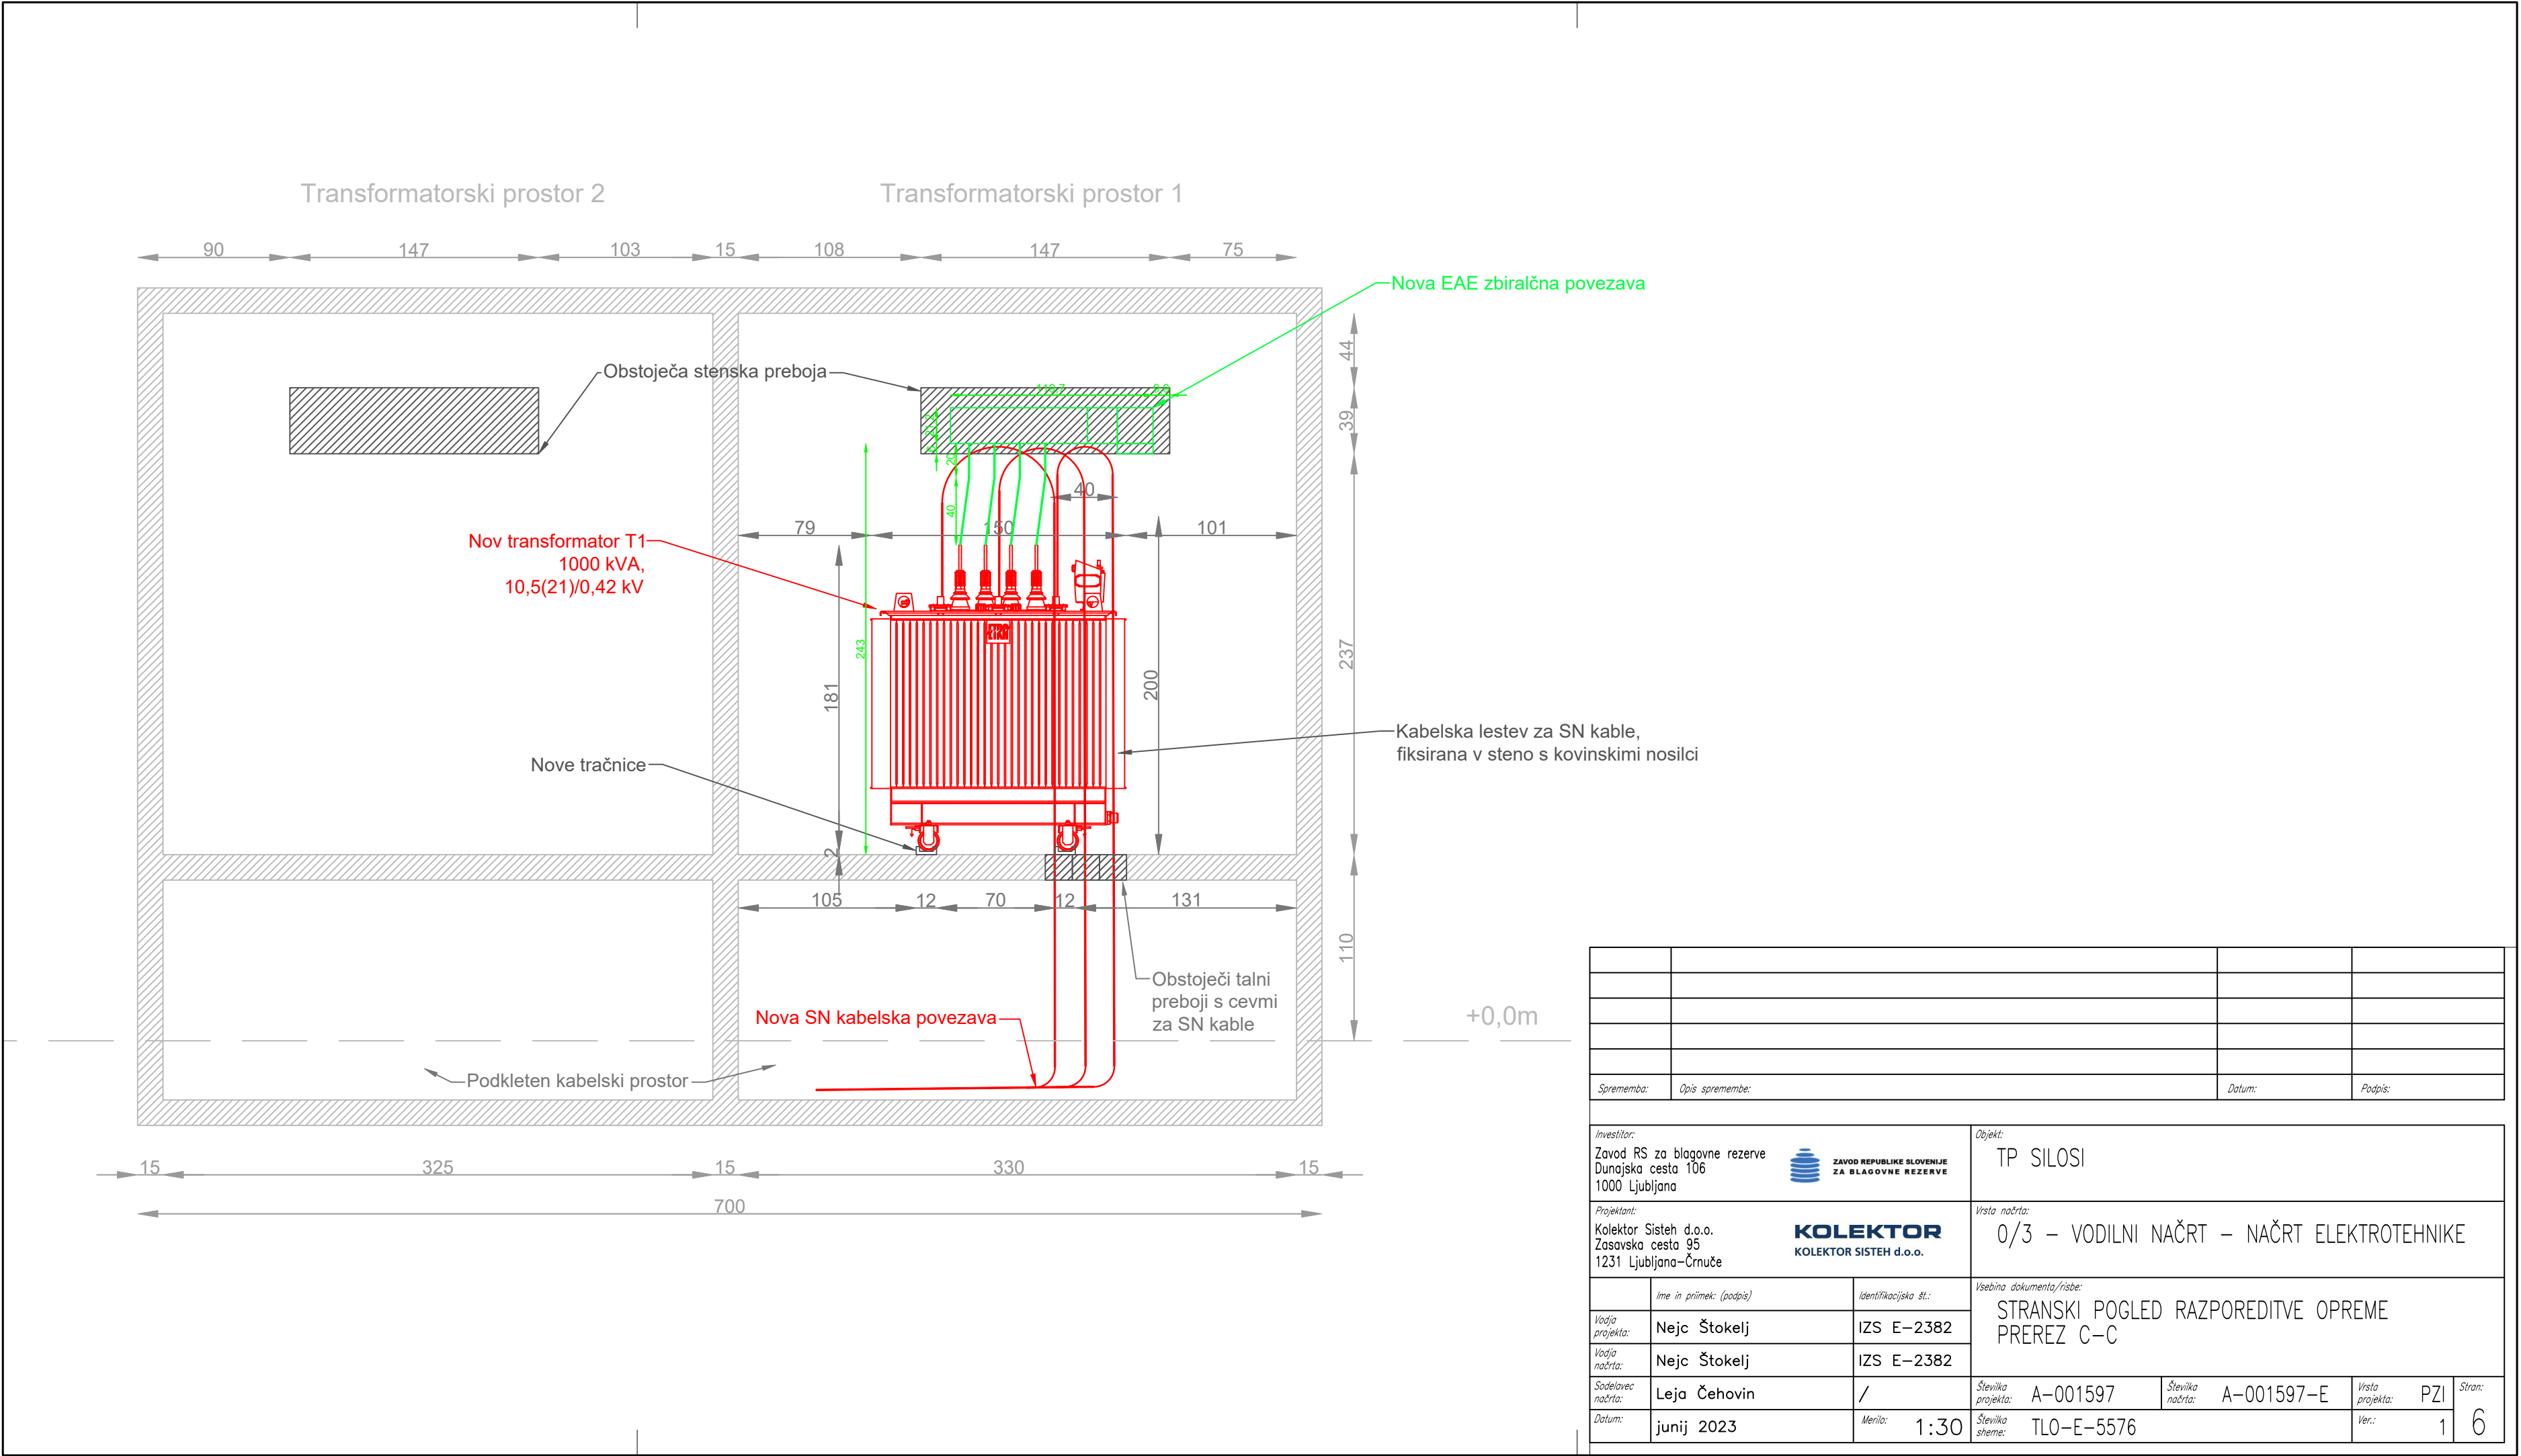 Transformatorski prostor 2
Transformatorski prostor 1
90
147
103
15
108
147
75
Nova EAE zbiralčna povezava
44
Obstoječa stenska preboja
39
20
40
40
79
150
101
Nov transformator T1
1000 kVA,
10,5(21)/0,42 kV
243
237
181
200
Kabelska lestev za SN kable,
fiksirana v steno s kovinskimi nosilci
Nove tračnice
2
105
12
70
12
131
110
Obstoječi talni
preboji s cevmi
za SN kable
Nova SN kabelska povezava
+0,0m
Podkleten kabelski prostor
15
325
15
330
15
700
Sprememba:
Opis spremembe:
Datum:
Podpis:
Investitor:
Zavod RS za blagovne rezerve
Dunajska cesta 106
1000 Ljubljana
ZAVOD REPUBLIKE SLOVENIJE
ZA BLAGOVNE REZERVE
Objekt:
TP SILOSI
Projektant:
Kolektor Sisteh d.o.o.
Zasavska cesta 95
1231 Ljubljana-Črnuče
KOLEKTOR
KOLEKTOR SISTEH d.o.o.
Vrsta načrta:
0/3 - VODILNI NAČRT - NAČRT ELEKTROTEHNIKE
Ime in priimek: (podpis)
Identifikacijska št.:
Vsebina dokumenta/risbe:
STRANSKI POGLED RAZPOREDITVE OPREME
PREREZ C-C
Vodja
projekta:
Nejc Štokelj
IZS E-2382
Vodja
načrta:
Nejc Štokelj
IZS E-2382
Sodelavec
načrta:
Leja Čehovin
/
Številka
projekta:
A-001597
Številka
načrta:
A-001597-E
Vrsta
projekta:
PZI
Stran:
6
Datum:
junij 2023
Merilo:
1:30
Številka
sheme:
TLO-E-5576
Ver.:
1